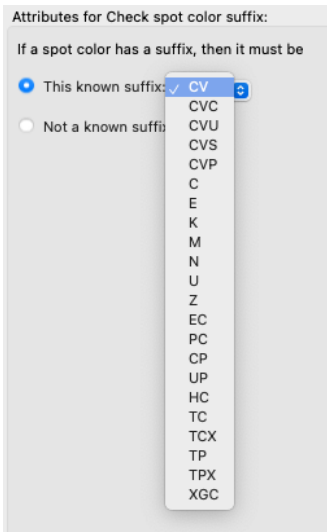 Attributes for Check spot color suffix:
If a spot color has a suffix, then it must be
This known suffix:
✓ CV
CVC
Not a known suffi
CVU
CVS
CVP
C
E
K
M
N
U
Z
EC
PC
CP
UP
HC
TC
TCX
TP
TPX
XGC